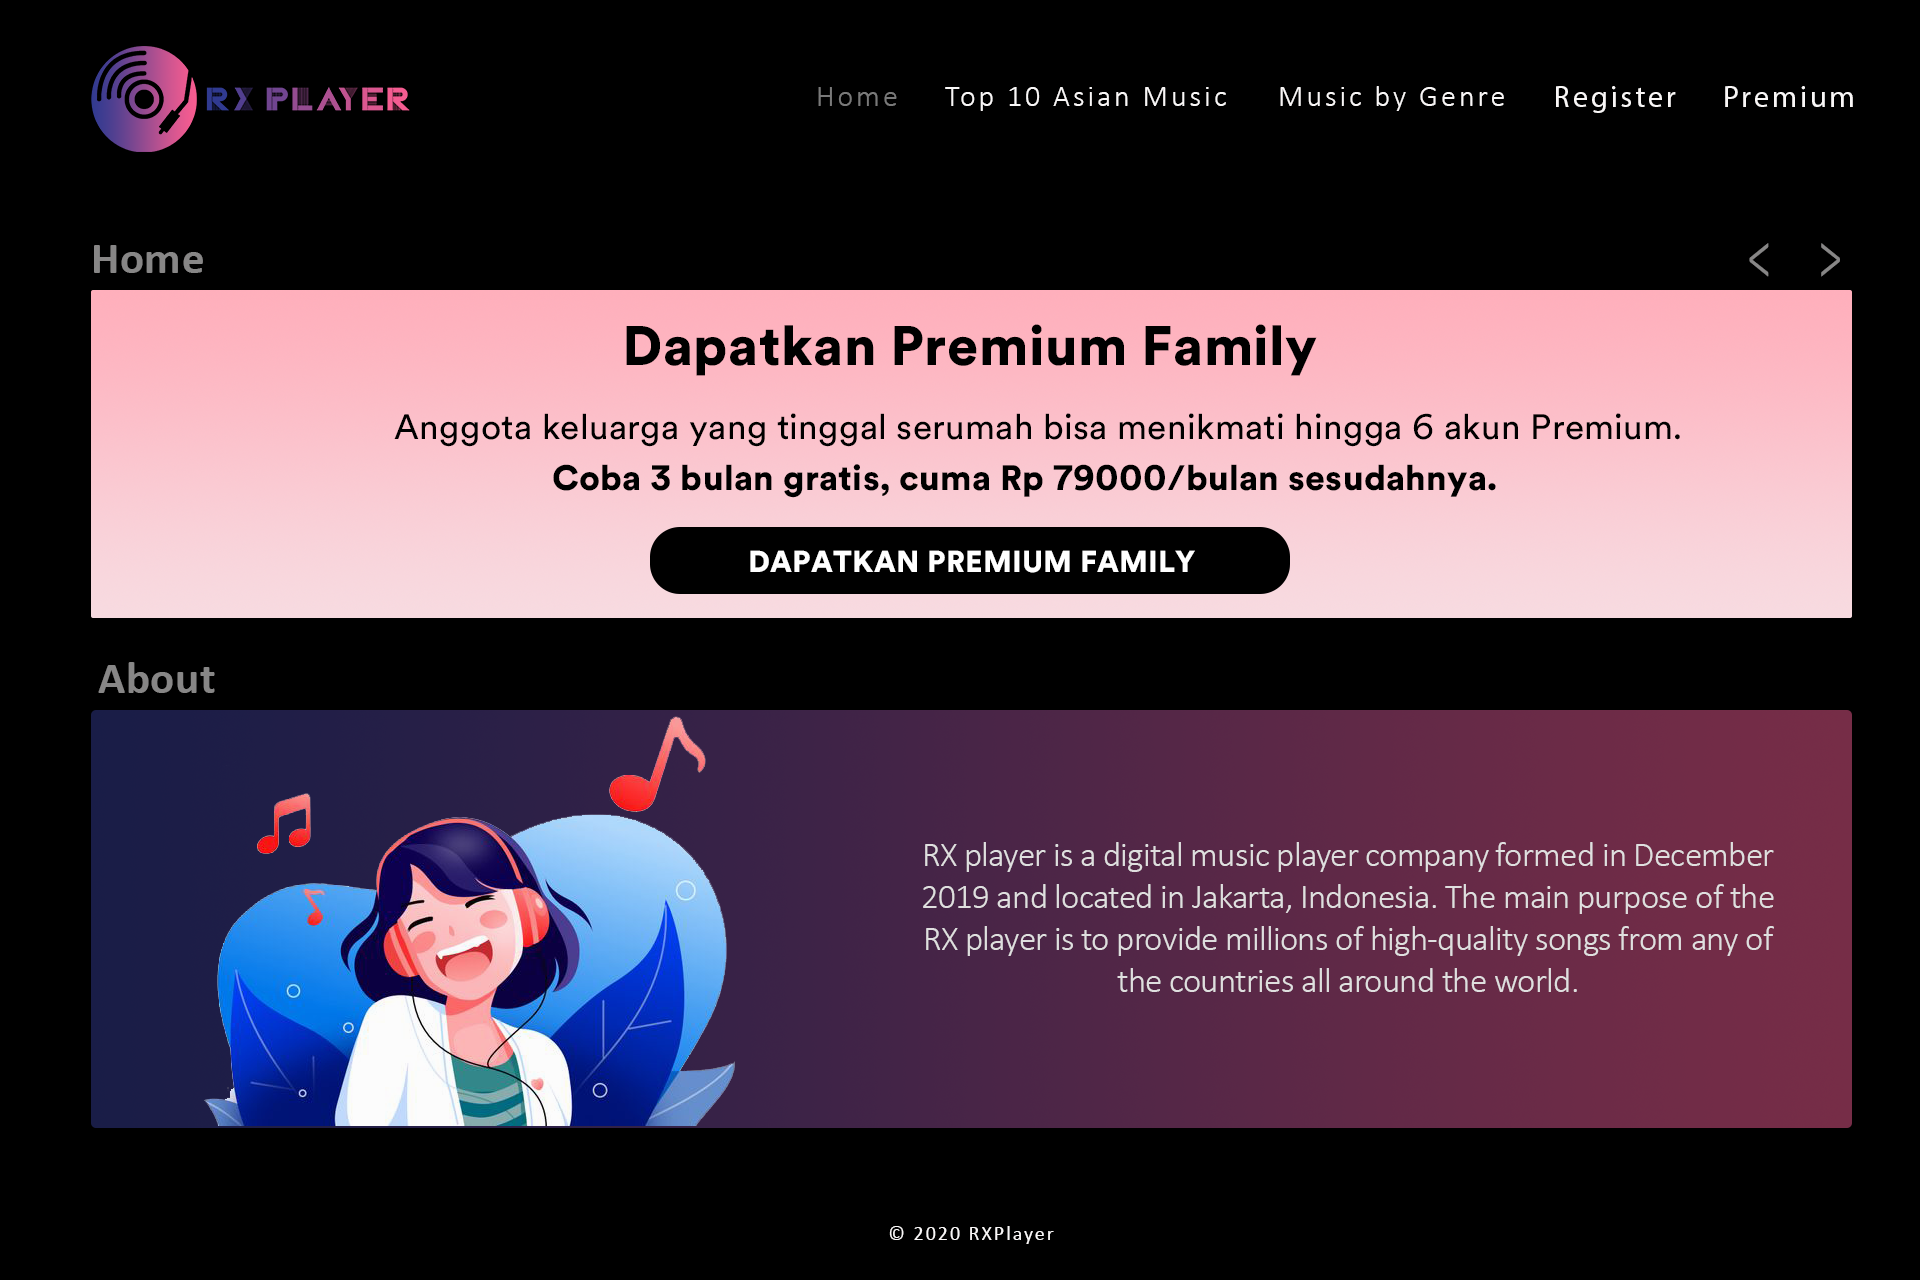 RX PLAYER
Home Top 10 Asian Music Music by Genre Register Premium
Home
Dapatkan Premium Family
Anggota keluarga yang tinggal serumah bisa menikmati hingga 6 akun Premium.
Coba 3 bulan gratis, cuma Rp 79000/bulan sesudahnya.
DAPATKAN PREMIUM FAMILY
About
RX player is a digital music player company formed in December
2019 and located in Jakarta, Indonesia. The main purpose of the
RX player is to provide millions of high-quality songs from any of
the countries all around the world.
© 2020 RXPlayer